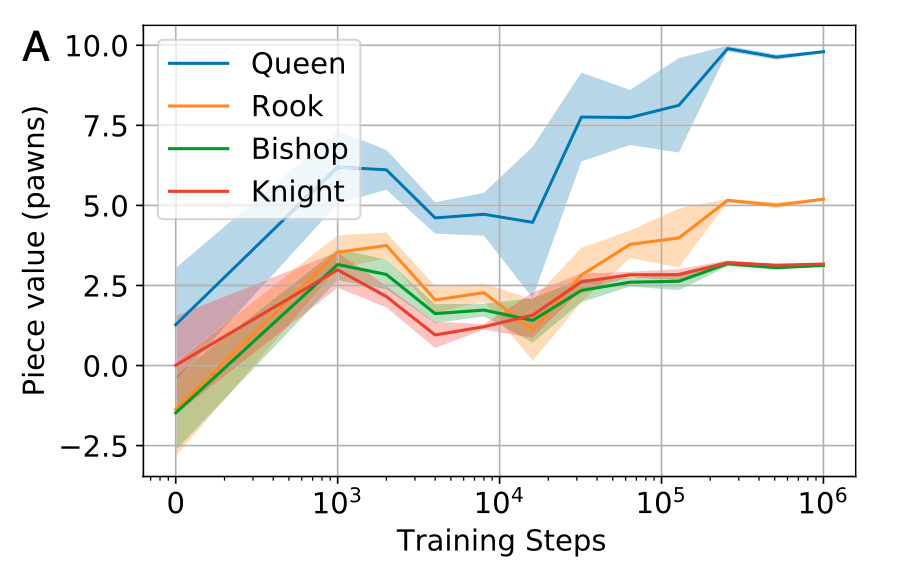 A
Piece value (pawns)
10.0
7.5
5.0
2.5
0.0
−2.5
Queen
Rook
Bishop
Knight
0 10³ 10⁴ 10⁵ 10⁶
Training Steps